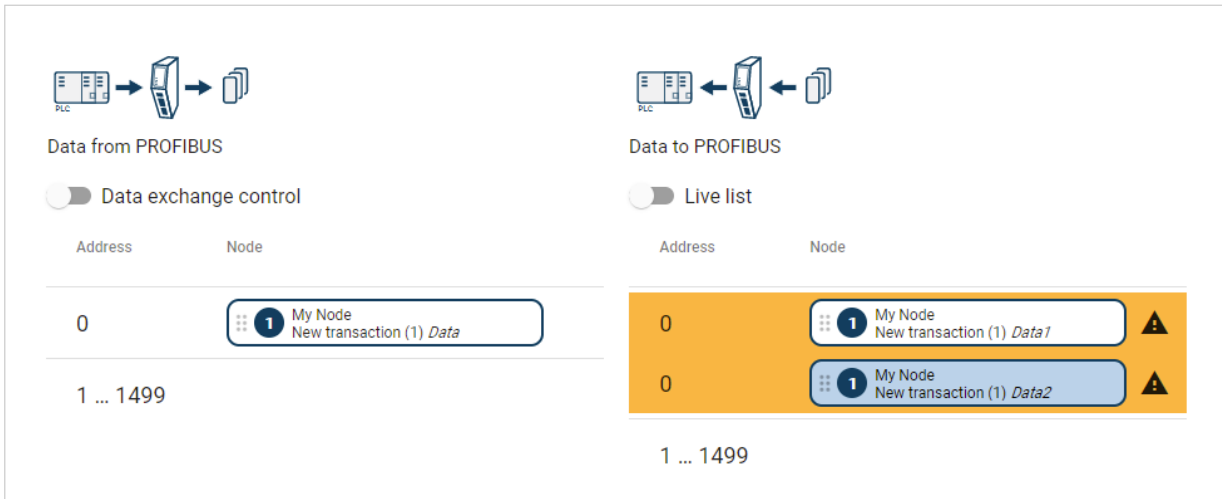 PLC
Data from PROFIBUS
Data exchange control
Address Node
0 1 My Node
New transaction (1) Data
1 ... 1499
PLC
Data to PROFIBUS
Live list
Address Node
0 1 My Node
New transaction (1) Data1
0 1 My Node
New transaction (1) Data2
1 ... 1499